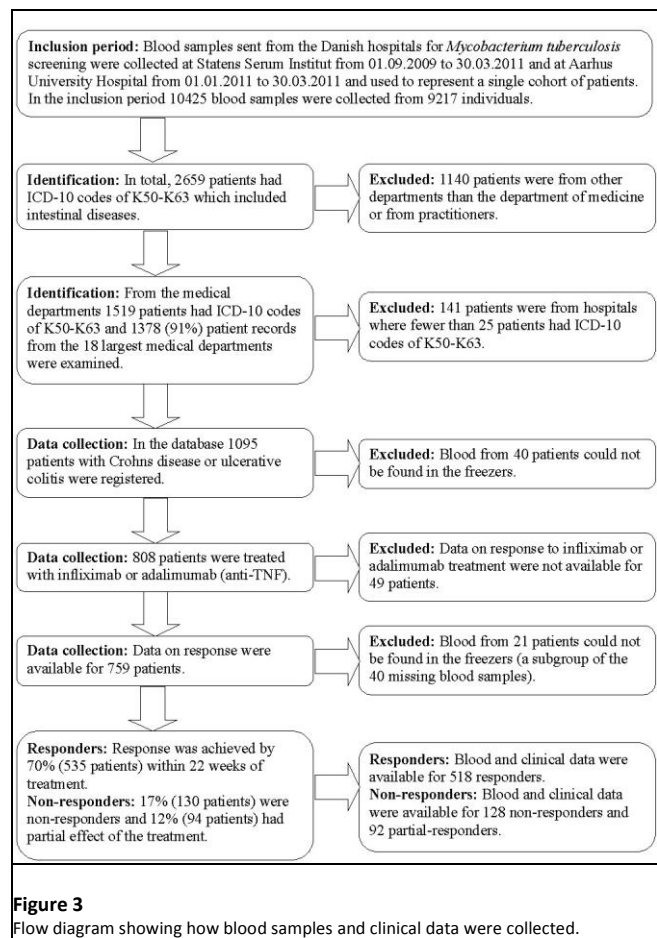 Inclusion period: Blood samples sent from the Danish hospitals for Mycobacterium tuberculosis
screening were collected at Statens Serum Institut from 01.09.2009 to 30.03.2011 and at Aarhus
University Hospital from 01.01.2011 to 30.03.2011 and used to represent a single cohort of patients.
In the inclusion period 10425 blood samples were collected from 9217 individuals.
Identification: In total, 2659 patients had
ICD-10 codes of K50-K63 which included
intestinal diseases.
Excluded: 1140 patients were from other
departments than the department of medicine
or from practitioners.
Identification: From the medical
departments 1519 patients had ICD-10 codes
of K50-K63 and 1378 (91%) patient records
from the 18 largest medical departments
were examined.
Excluded: 141 patients were from hospitals
where fewer than 25 patients had ICD-10
codes of K50-K63.
Data collection: In the database 1095
patients with Crohns disease or ulcerative
colitis were registered.
Excluded: Blood from 40 patients could not
be found in the freezers.
Data collection: 808 patients were treated
with infliximab or adalimumab (anti-TNF).
Excluded: Data on response to infliximab or
adalimumab treatment were not available for
49 patients.
Data collection: Data on response were
available for 759 patients.
Excluded: Blood from 21 patients could not
be found in the freezers (a subgroup of the
40 missing blood samples).
Responders: Response was achieved by
70% (535 patients) within 22 weeks of
treatment.
Non-responders: 17% (130 patients) were
non-responders and 12% (94 patients) had
partial effect of the treatment.
Responders: Blood and clinical data were
available for 518 responders.
Non-responders: Blood and clinical data
were available for 128 non-responders and
92 partial-responders.
Figure 3
Flow diagram showing how blood samples and clinical data were collected.